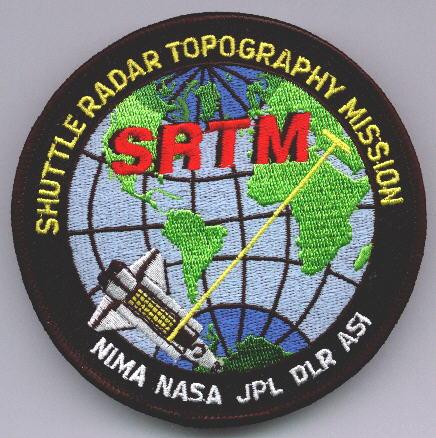 SHUTTLE RADAR TOPOGRAPHY MISSION
SRTM
NIMA NASA JPL DLR ASI